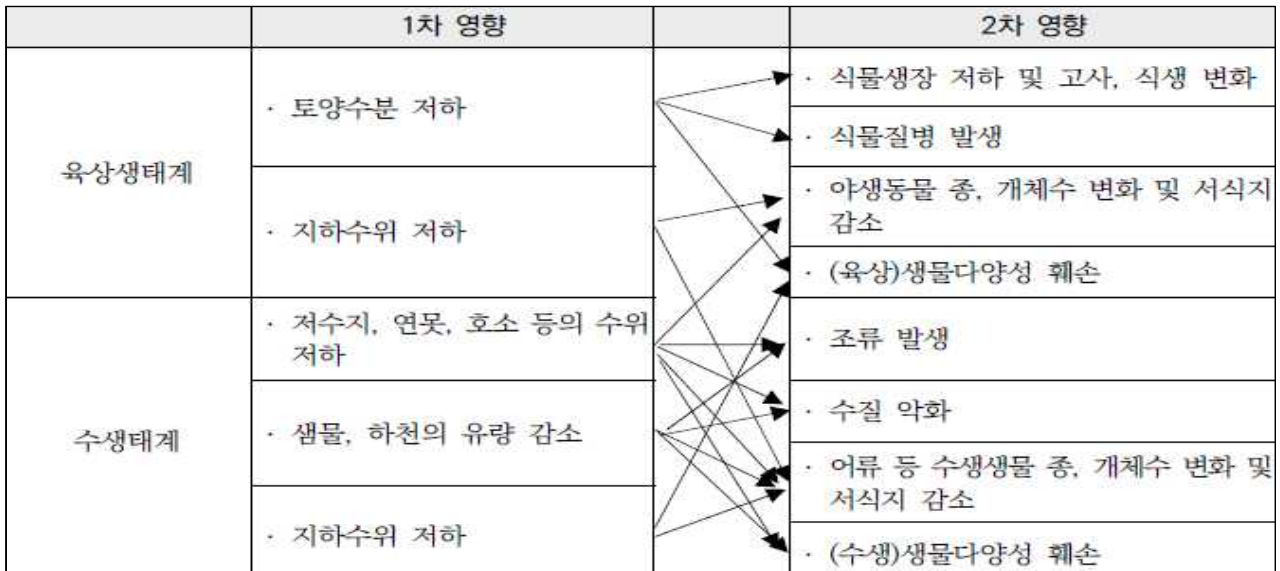 1차 영향
2차 영향
육상생태계
· 토양수분 저하
· 지하수위 저하
· 식물생장 저하 및 고사, 식생 변화
· 식물질병 발생
· 야생동물 종, 개체수 변화 및 서식지
감소
· (육상)생물다양성 훼손
수생태계
· 저수지, 연못, 호소 등의 수위
저하
· 샘물, 하천의 유량 감소
· 지하수위 저하
· 조류 발생
· 수질 악화
· 어류 등 수생생물 종, 개체수 변화 및
서식지 감소
· (수생)생물다양성 훼손